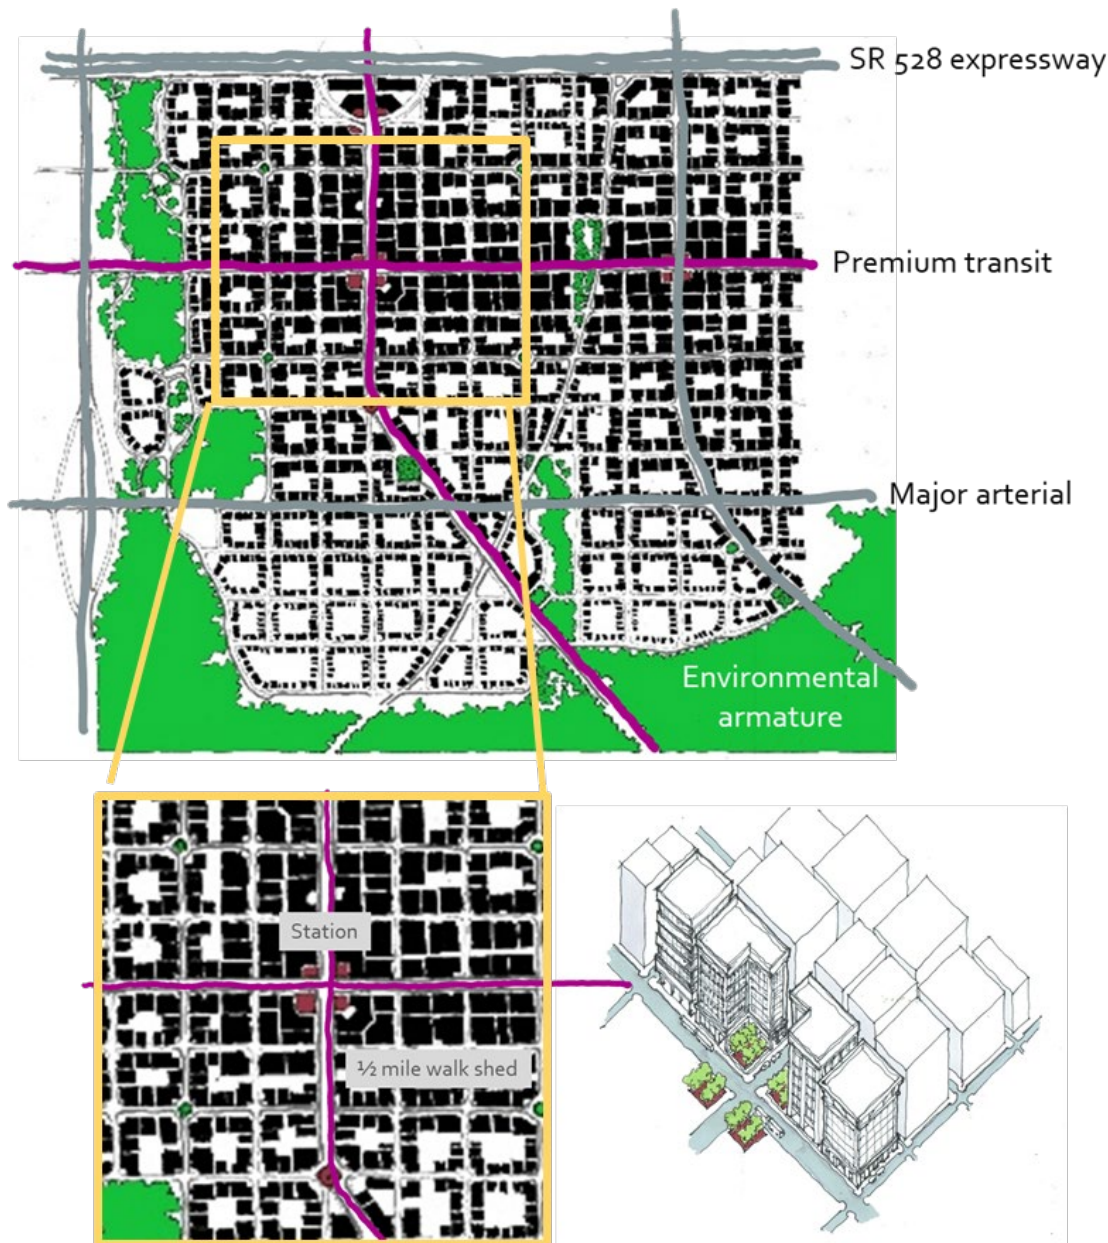 SR 528 expressway
Premium transit
Major arterial
Environmental
armature
Station
½ mile walk shed